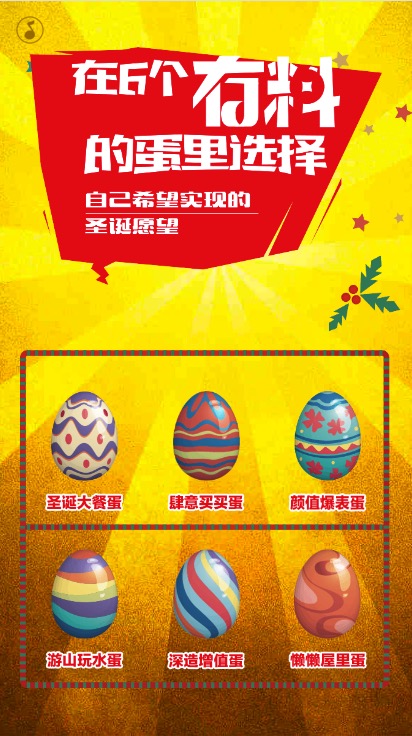 在6个有料
的蛋里选择
自己希望实现的
圣诞愿望
圣诞大餐蛋
肆意买买蛋
颜值爆表蛋
游山玩水蛋
深造增值蛋
懒懒屋里蛋